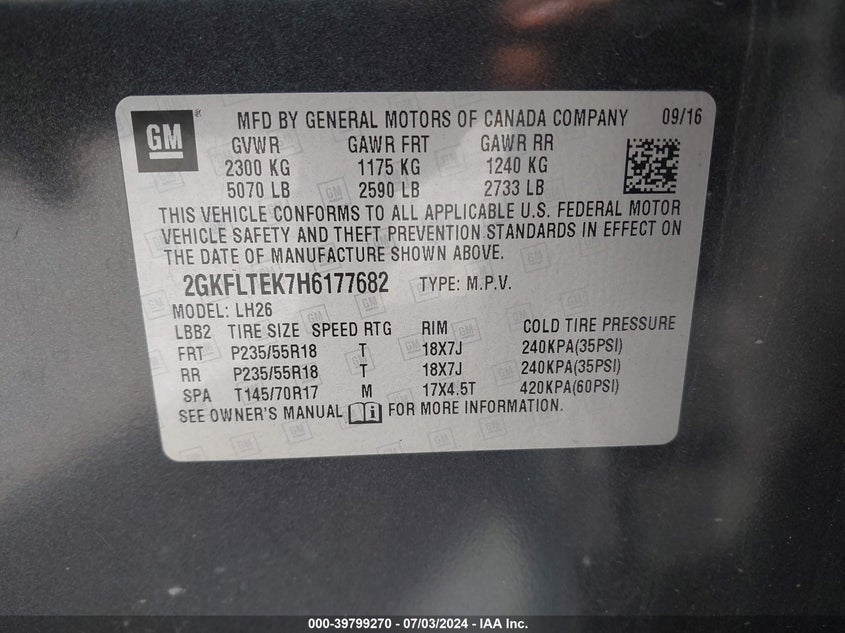 GM ® MFD BY GENERAL MOTORS OF CANADA COMPANY 09/16
GVWR GAWR FRT GAWR RR
2300 KG 1175 KG 1240 KG
5070 LB 2590 LB 2733 LB
THIS VEHICLE CONFORMS TO ALL APPLICABLE U.S. FEDERAL MOTOR
VEHICLE SAFETY AND THEFT PREVENTION STANDARDS IN EFFECT ON
THE DATE OF MANUFACTURE SHOWN ABOVE.
2GKFLTEK7H6177682 TYPE: M.P.V.
MODEL: LH26
LBB2 TIRE SIZE SPEED RTG RIM COLD TIRE PRESSURE
FRT P235/55R18 T 18X7J 240KPA(35PSI)
RR P235/55R18 T 18X7J 240KPA(35PSI)
SPA T145/70R17 M 17X4.5T 420KPA(60PSI)
SEE OWNER'S MANUAL i FOR MORE INFORMATION.
000-39799270 - 07/03/2024 - IAA Inc.